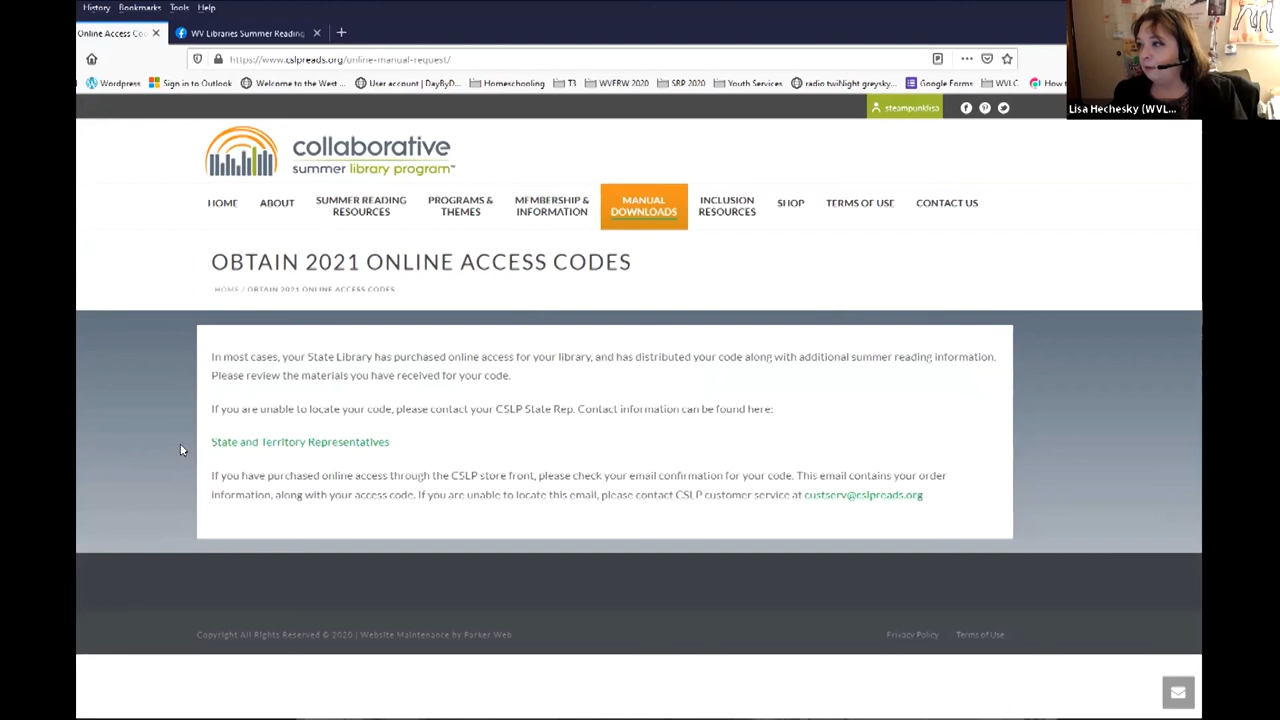 History Bookmarks Tools Help
Online Access Co
WV Libraries Summer Reading
https://www.cslpreads.org/online-manual-request/
Wordpress Sign in to Outlook Welcome to the West... User account | DayByD... Homeschooling T3 WVFRW 2020 SRP 2020 Youth Services radio twiNight greysky... Google Forms WVLC How t
Lisa Hechesky (WVL...
steampunklisa
collaborative
summer library program™
HOME ABOUT SUMMER READING RESOURCES PROGRAMS & THEMES MEMBERSHIP & INFORMATION MANUAL DOWNLOADS INCLUSION RESOURCES SHOP TERMS OF USE CONTACT US
OBTAIN 2021 ONLINE ACCESS CODES
HOME / OBTAIN 2021 ONLINE ACCESS CODES
In most cases, your State Library has purchased online access for your library, and has distributed your code along with additional summer reading information.
Please review the materials you have received for your code.
If you are unable to locate your code, please contact your CSLP State Rep. Contact information can be found here:
State and Territory Representatives
If you have purchased online access through the CSLP store front, please check your email confirmation for your code. This email contains your order
information, along with your access code. If you are unable to locate this email, please contact CSLP customer service at custserv@cslpreads.org
Copyright All Rights Reserved © 2020 | Website Maintenance by Parker Web
Privacy Policy Terms of Use